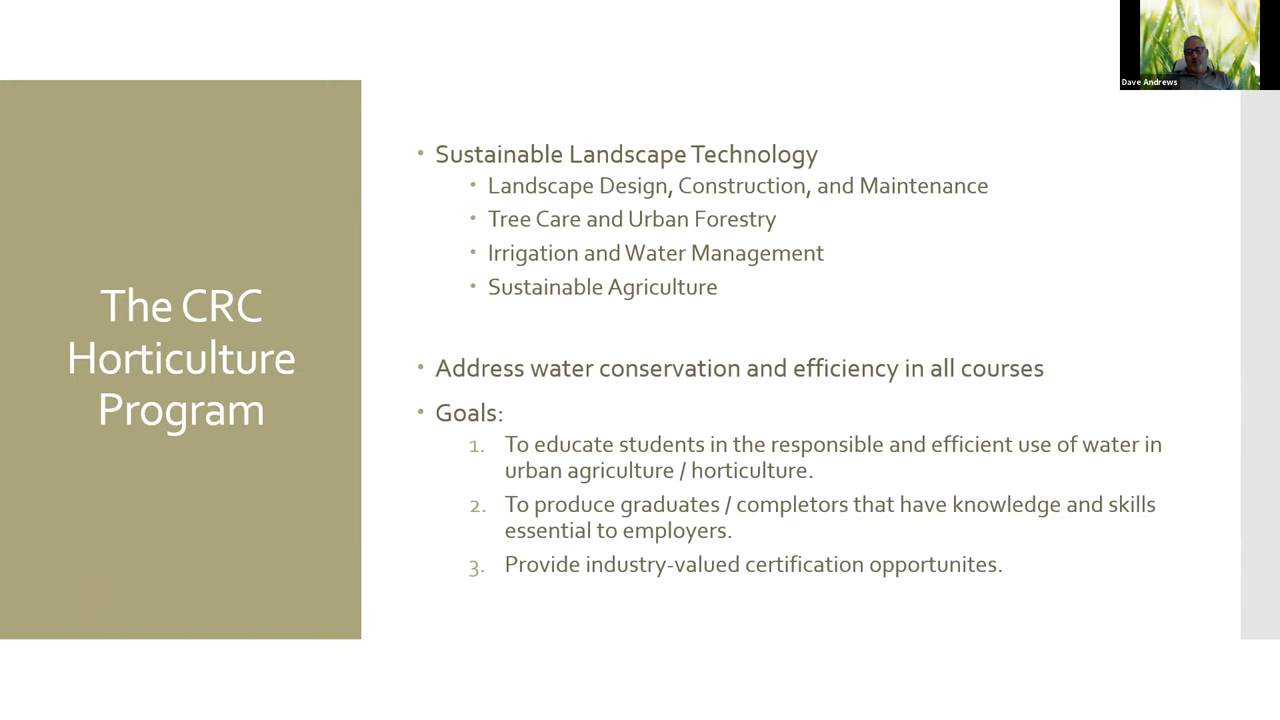 Dave Andrews
The CRC
Horticulture
Program
• Sustainable Landscape Technology
• Landscape Design, Construction, and Maintenance
• Tree Care and Urban Forestry
• Irrigation and Water Management
• Sustainable Agriculture
• Address water conservation and efficiency in all courses
• Goals:
1. To educate students in the responsible and efficient use of water in
urban agriculture / horticulture.
2. To produce graduates / completors that have knowledge and skills
essential to employers.
3. Provide industry-valued certification opportunites.